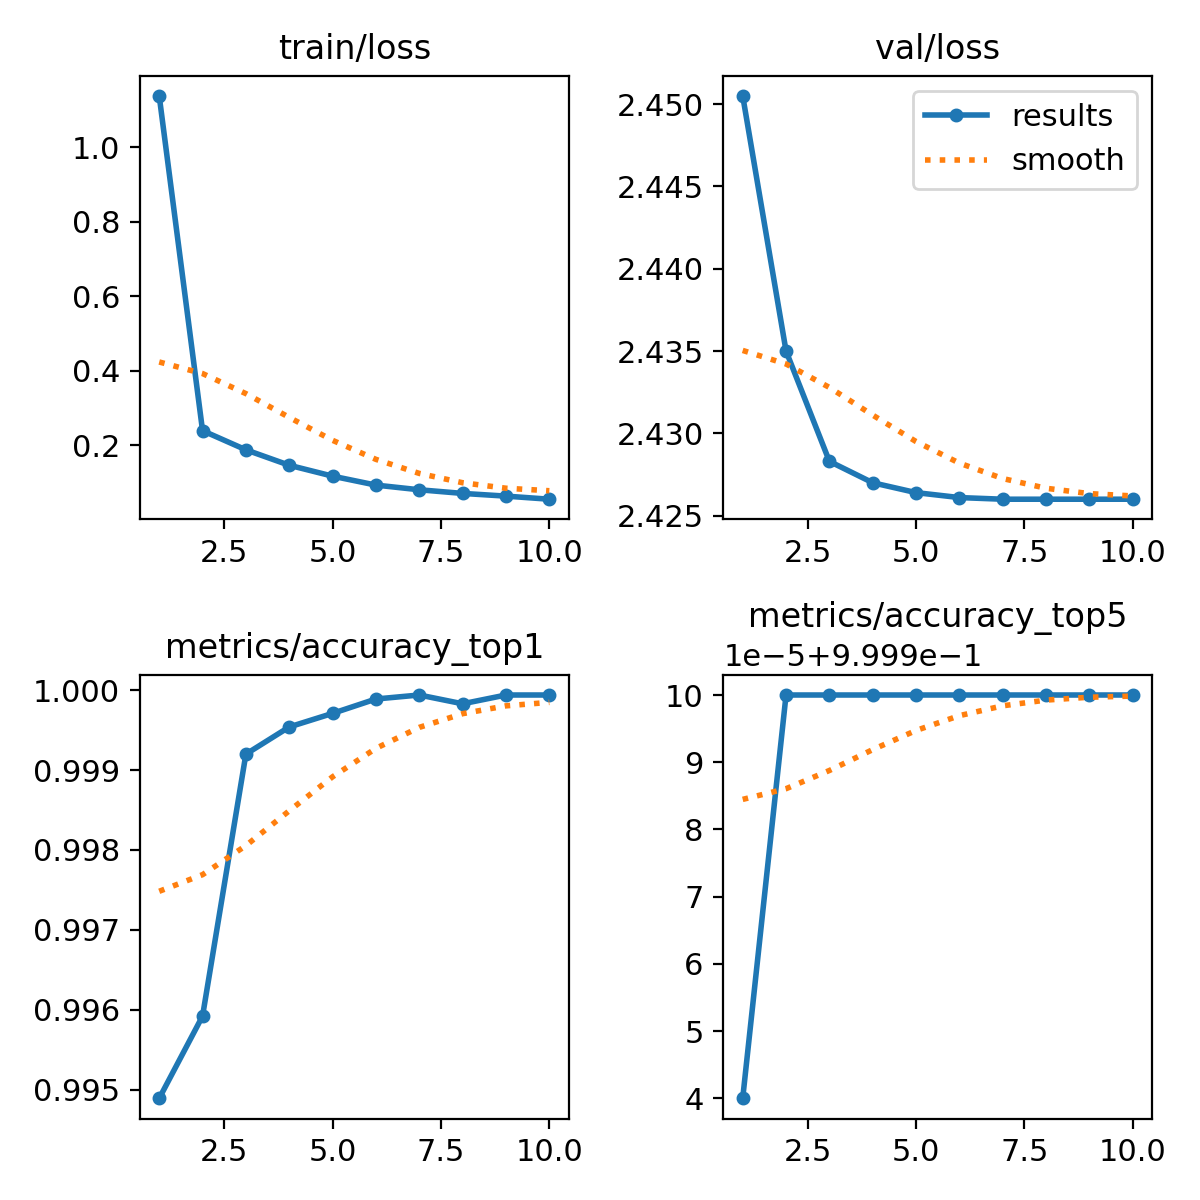 train/loss
1.0
0.8
0.6
0.4
0.2
2.5 5.0 7.5 10.0
val/loss
results
smooth
2.450
2.445
2.440
2.435
2.430
2.425
2.5 5.0 7.5 10.0
metrics/accuracy_top1
1.000
0.999
0.998
0.997
0.996
0.995
2.5 5.0 7.5 10.0
metrics/accuracy_top5
1e−5+9.999e−1
10
9
8
7
6
5
4
2.5 5.0 7.5 10.0